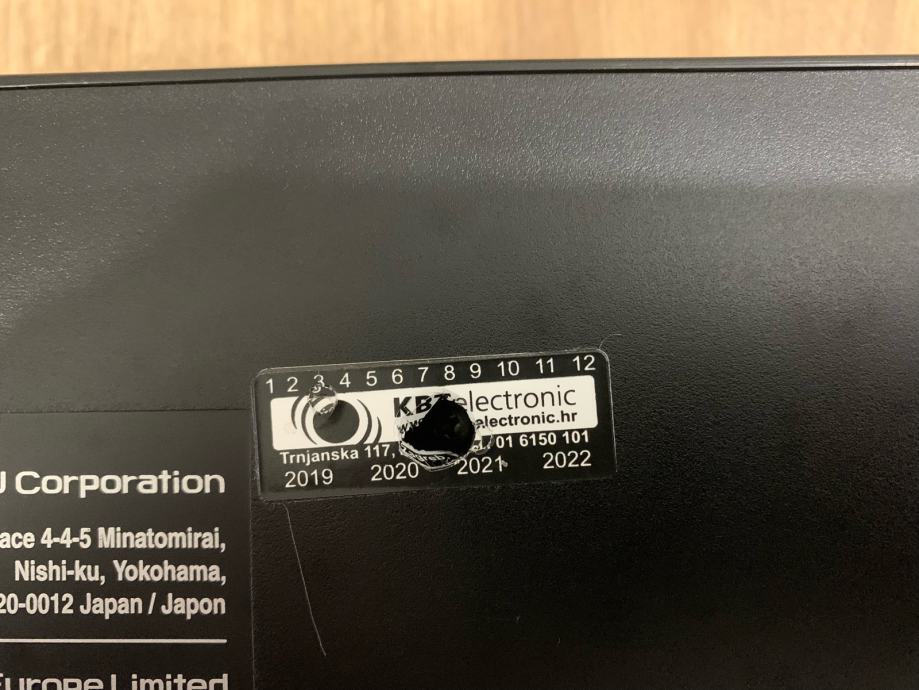 1 2 3 4 5 6 7 8 9 10 11 12
electronic
electronic.hr
Trnjanska 117, 01 6150 101
2019 2020 2021 2022
Corporation
4-4-5 Minatomirai,
Nishi-ku, Yokohama,
20-0012 Japan / Japon
Europe Limited